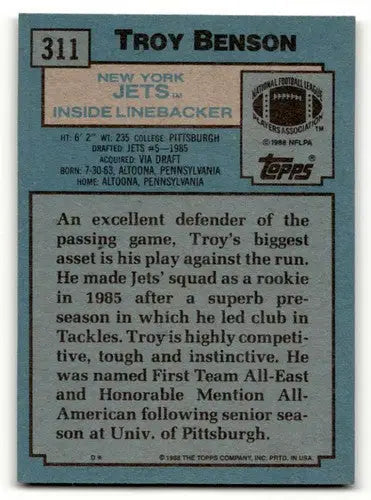 311
TROY BENSON
NEW YORK
JETS™
INSIDE LINEBACKER
NATIONAL FOOTBALL LEAGUE
PLAYERS ASSOCIATION™
©1988 NFLPA
TOPPS
HT: 6' 2" WT: 235 COLLEGE: PITTSBURGH
DRAFTED: JETS #5—1985
ACQUIRED: VIA DRAFT
BORN: 7-30-63, ALTOONA, PENNSYLVANIA
HOME: ALTOONA, PENNSYLVANIA
An excellent defender of the
passing game, Troy's biggest
asset is his play against the run.
He made Jets' squad as a rookie
in 1985 after a superb pre-
season in which he led club in
Tackles. Troy is highly competi-
tive, tough and instinctive. He
was named First Team All-East
and Honorable Mention All-
American following senior sea-
son at Univ. of Pittsburgh.
D*
©1988 THE TOPPS COMPANY, INC. PRTD. IN USA.